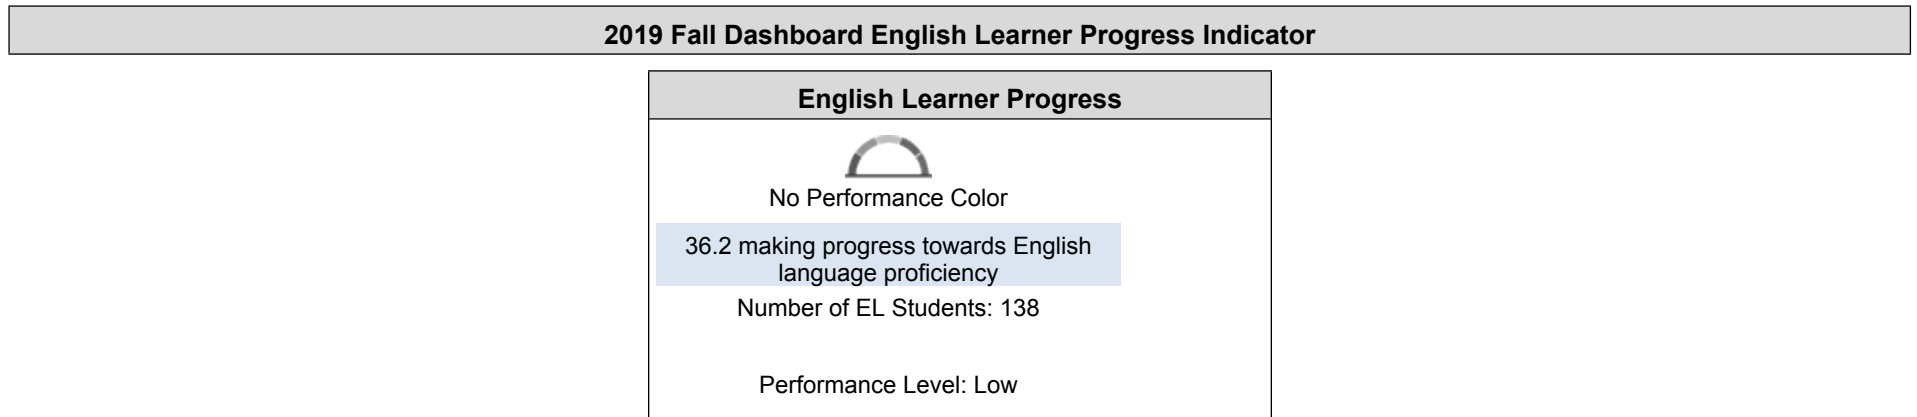 2019 Fall Dashboard English Learner Progress Indicator
English Learner Progress
No Performance Color
36.2 making progress towards English
language proficiency
Number of EL Students: 138
Performance Level: Low